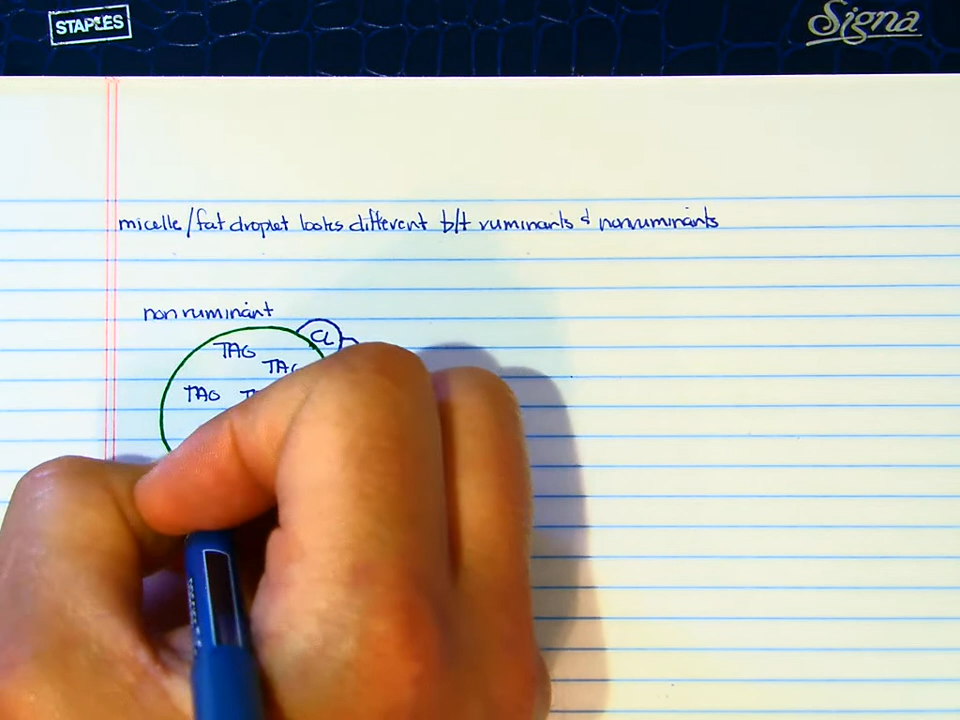 STAPLES
Signa
micelle/fat droplet looks different b/t ruminants & nonruminants
nonruminant
CL
TAG
TAG
TAG